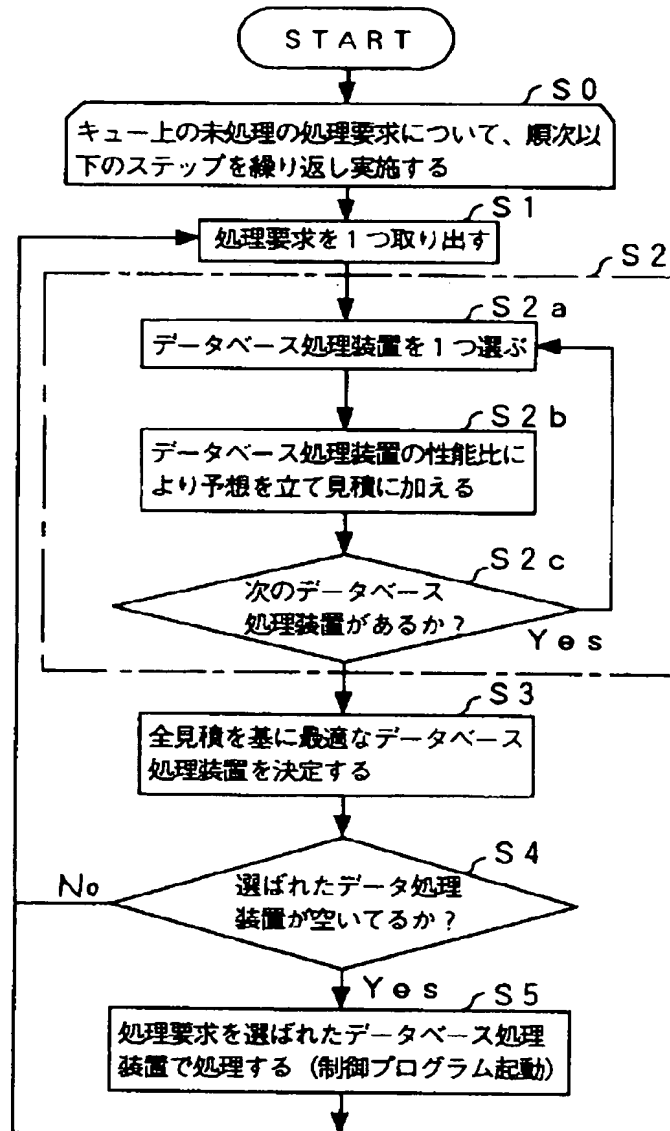 START
S0
キュー上の未処理の処理要求について、順次以
下のステップを繰り返し実施する
S1
処理要求を1つ取り出す
S2
S2a
データベース処理装置を1つ選ぶ
S2b
データベース処理装置の性能比に
より予想を立て見積に加える
S2c
次のデータベース
処理装置があるか?
Yes
S3
全見積を基に最適なデータベース
処理装置を決定する
S4
選ばれたデータ処理
装置が空いてるか?
No
Yes
S5
処理要求を選ばれたデータベース処理
装置で処理する(制御プログラム起動)